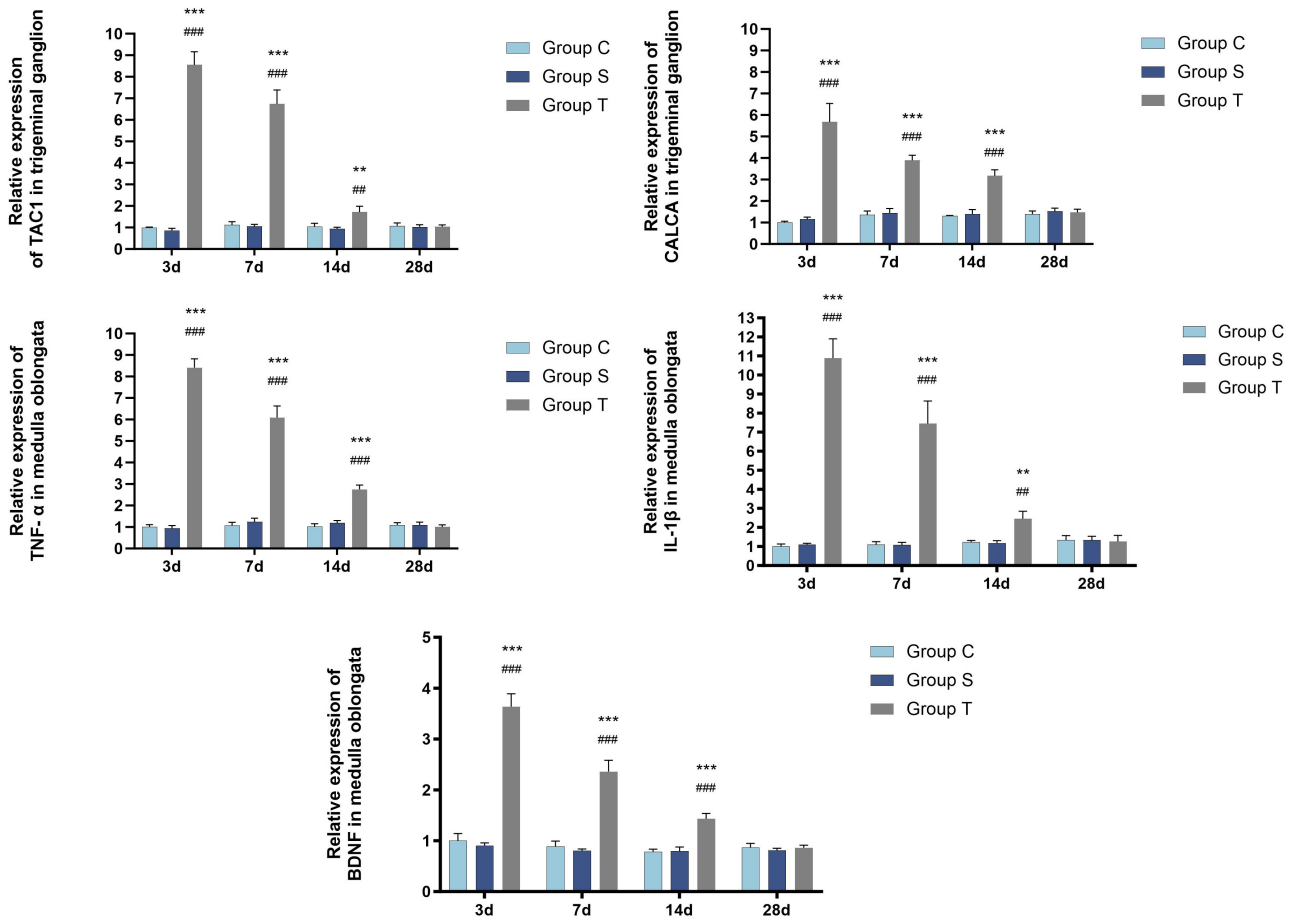 Relative expression
of TAC1 in trigeminal ganglion
10
9
8
7
6
5
4
3
2
1
0
***
###
***
###
**
##
3d 7d 14d 28d
Group C
Group S
Group T
Relative expression of
CALCA in trigeminal ganglion
10
9
8
7
6
5
4
3
2
1
0
***
###
***
###
***
###
3d 7d 14d 28d
Group C
Group S
Group T
Relative expression of
TNF- α in medulla oblongata
10
9
8
7
6
5
4
3
2
1
0
***
###
***
###
***
###
3d 7d 14d 28d
Group C
Group S
Group T
Relative expression of
IL-1β in medulla oblongata
13
12
11
10
9
8
7
6
5
4
3
2
1
0
***
###
***
###
**
##
3d 7d 14d 28d
Group C
Group S
Group T
Relative expression of
BDNF in medulla oblongata
5
4
3
2
1
0
***
###
***
###
***
###
3d 7d 14d 28d
Group C
Group S
Group T